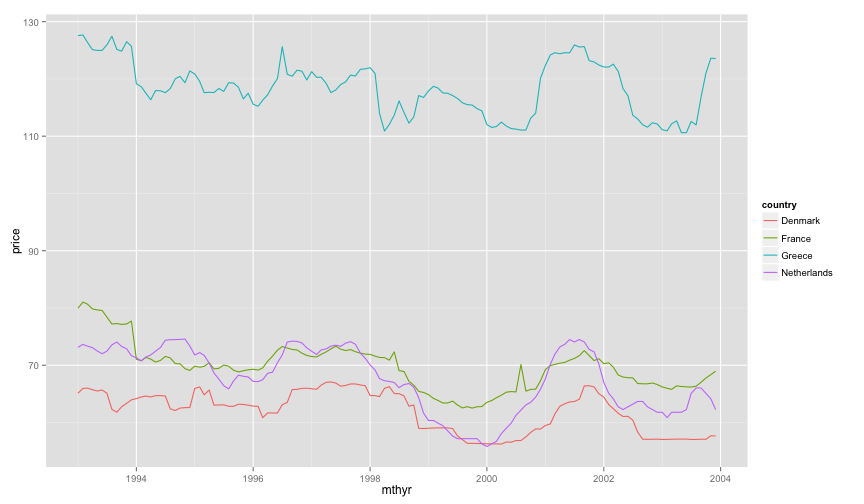 130
110
90
70
price
1994
1996
1998
2000
2002
2004
mthyr
country
Denmark
France
Greece
Netherlands